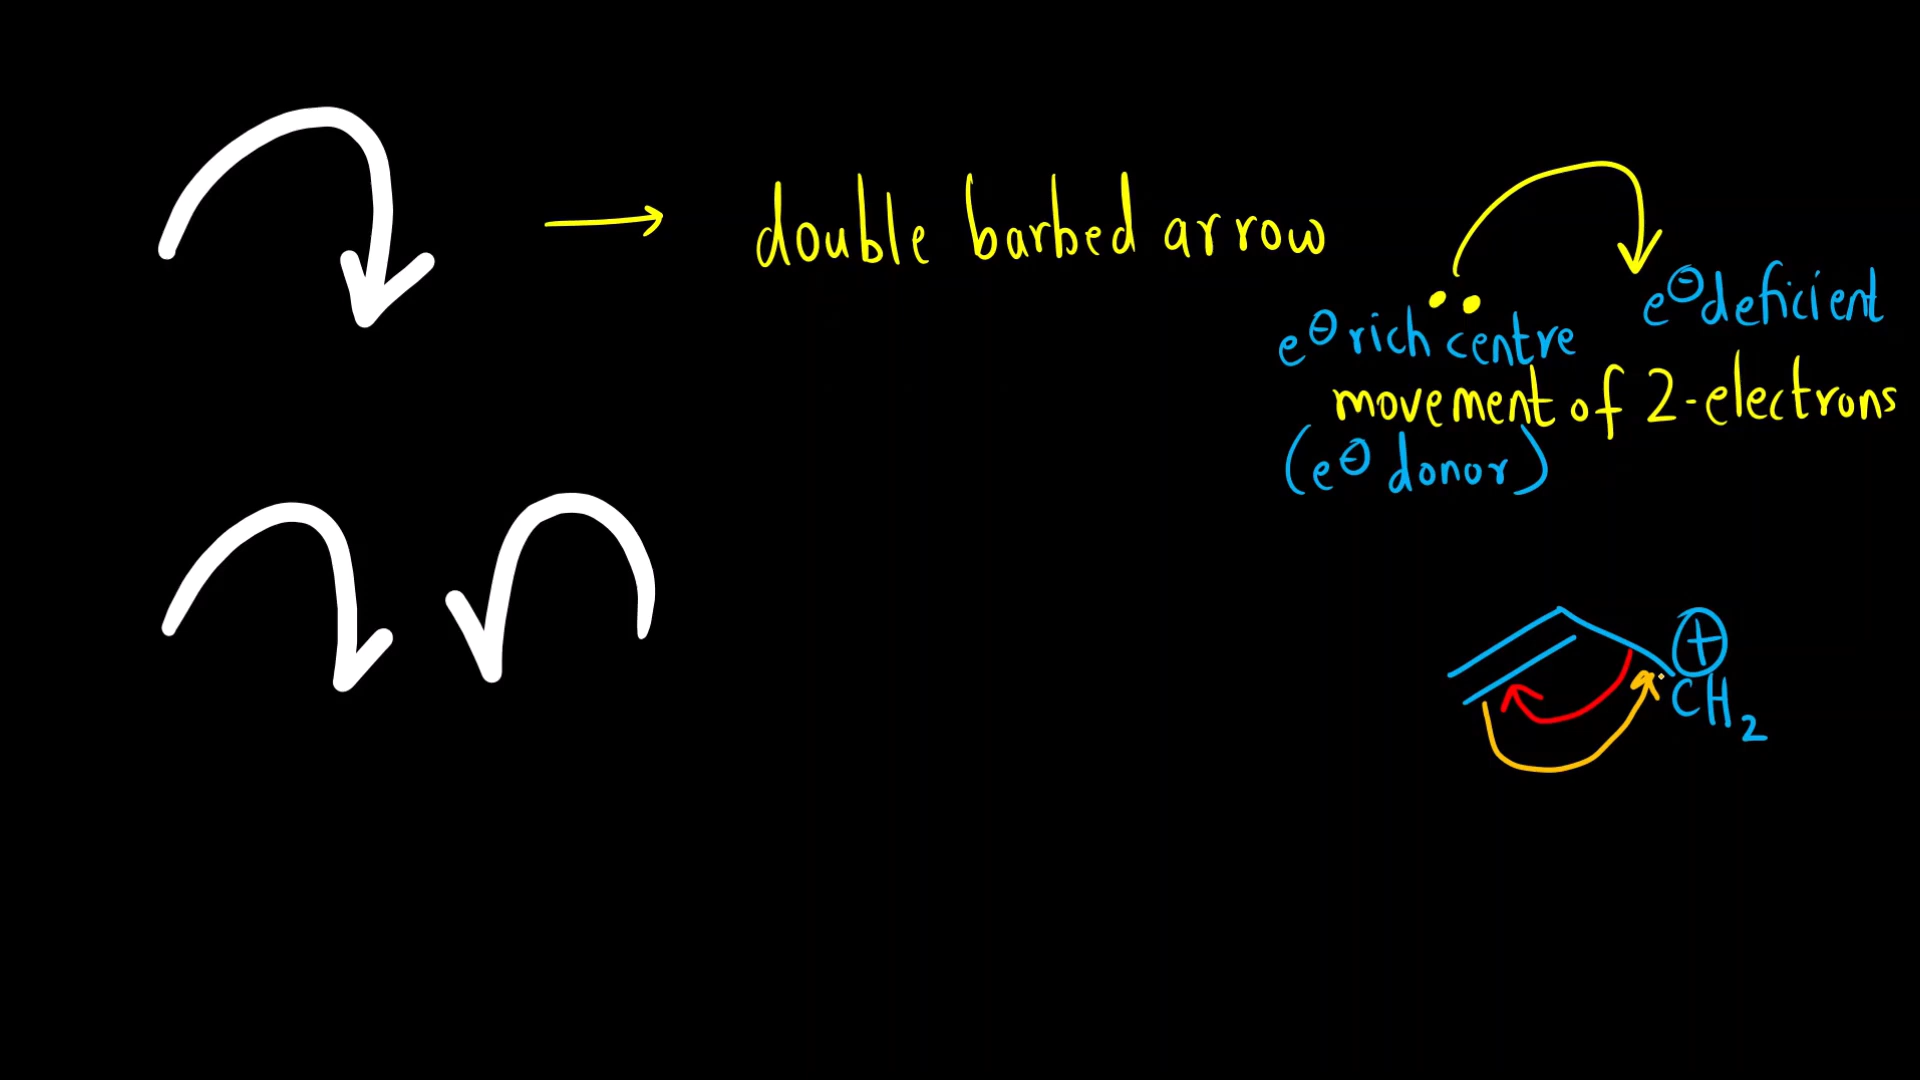 double barbed arrow
e⊖ rich centre
e⊖ deficient
movement of 2-electrons
(e⊖ donor)
⊕
CH₂